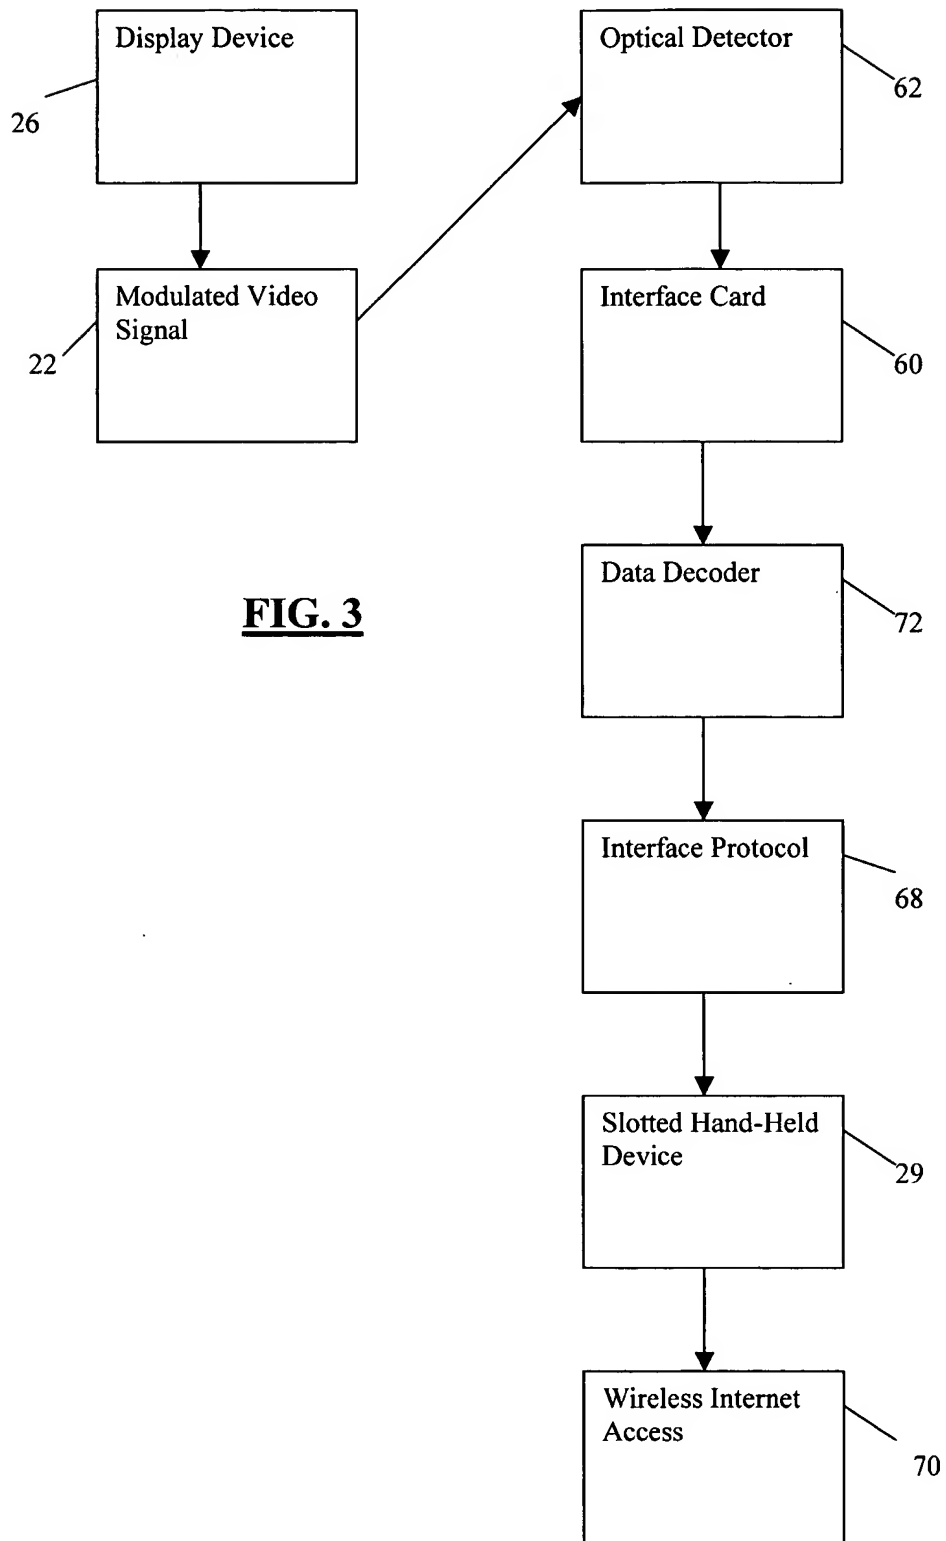 Display Device
26
Modulated Video
Signal
22
FIG. 3
Optical Detector
62
Interface Card
60
Data Decoder
72
Interface Protocol
68
Slotted Hand-Held
Device
29
Wireless Internet
Access
70